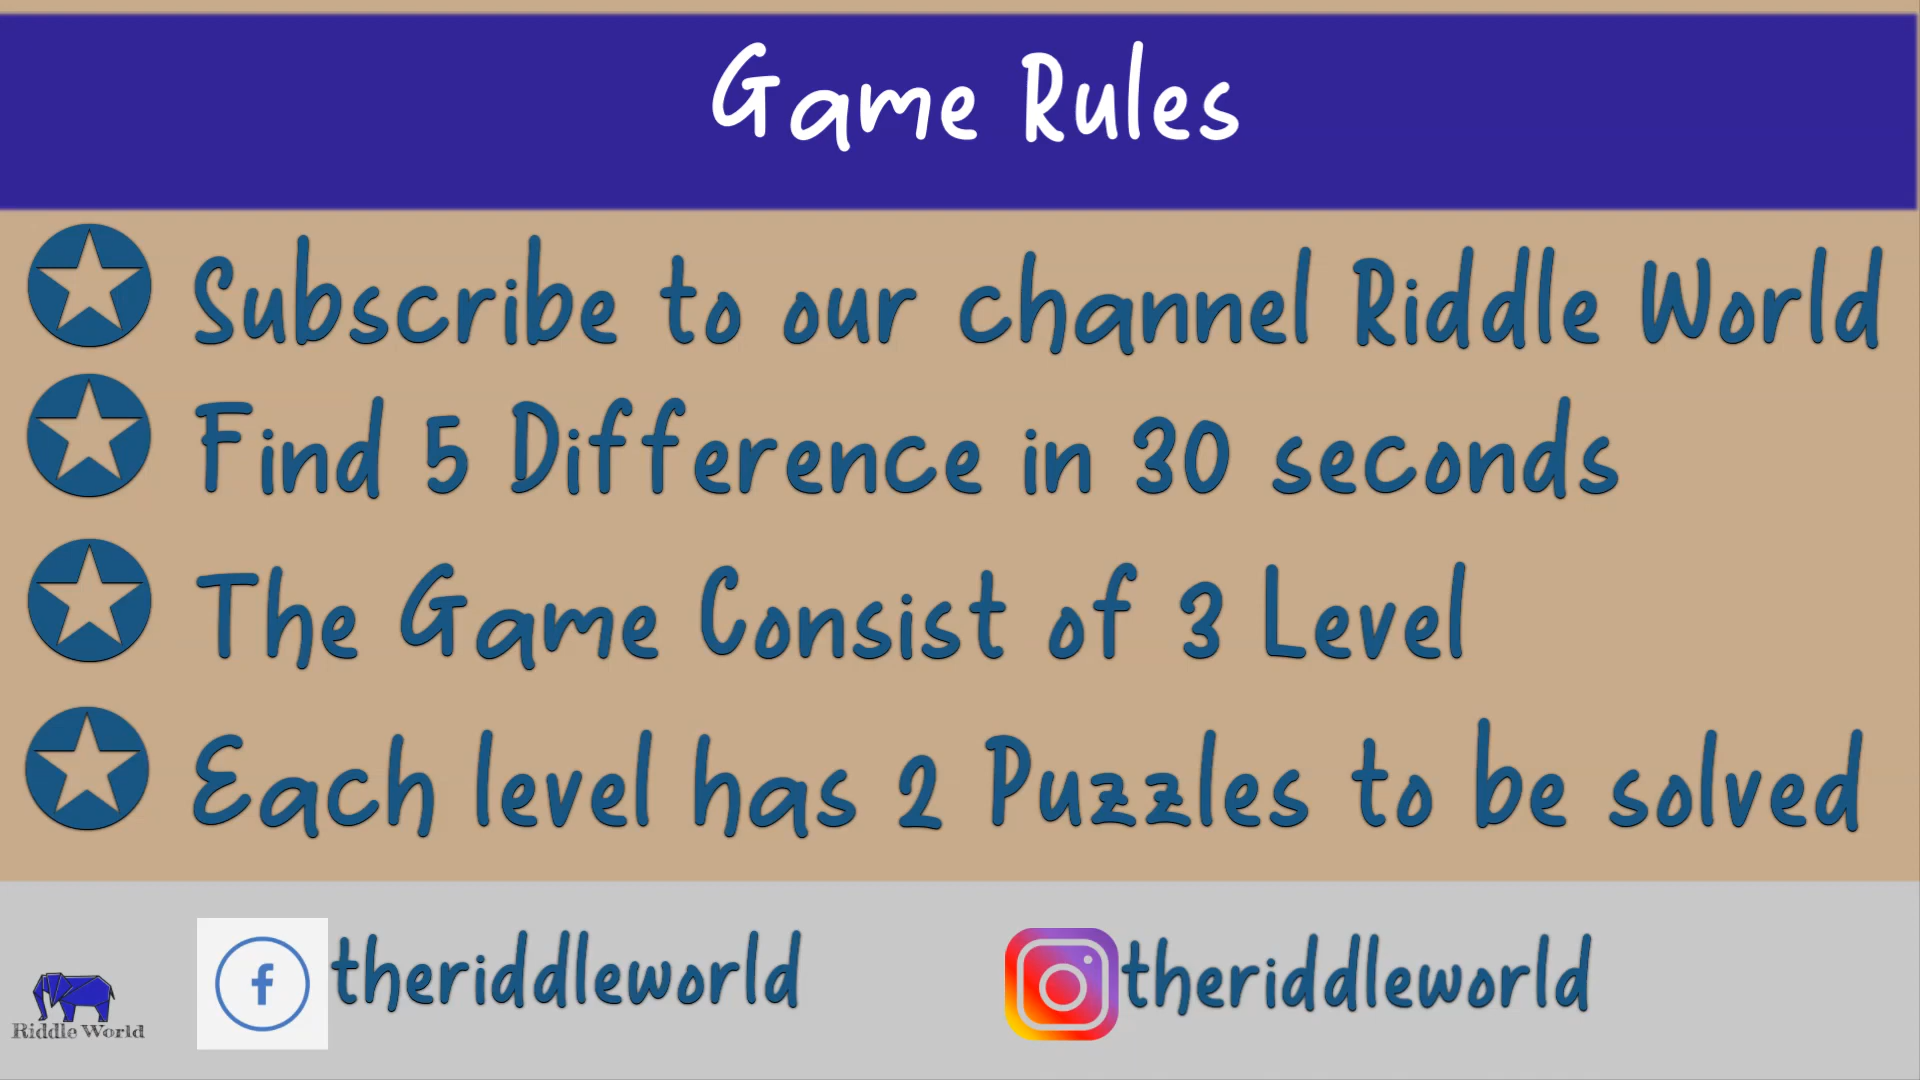 Game Rules
Subscribe to our channel Riddle World
Find 5 Difference in 30 seconds
The Game Consist of 3 Level
Each level has 2 Puzzles to be solved
f theriddleworld
theriddleworld
Riddle World